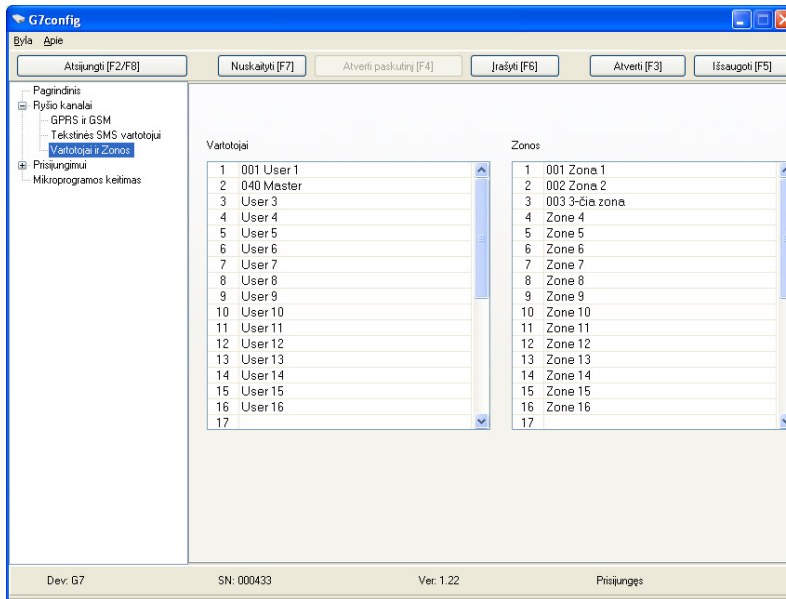 G7config
Byla Apie
Atsijungti [F2/F8] Nuskaityti [F7] Atverti paskutinį [F4] Įrašyti [F6] Atverti [F3] Išsaugoti [F5]
Pagrindinis
Ryšio kanalai
GPRS ir GSM
Tekstinės SMS vartotojui
Vartotojai ir Zonos
Prisijungimui
Mikroprogramos keitimas
Vartotojai
1 001 User 1
2 040 Master
3 User 3
4 User 4
5 User 5
6 User 6
7 User 7
8 User 8
9 User 9
10 User 10
11 User 11
12 User 12
13 User 13
14 User 14
15 User 15
16 User 16
17
Zonos
1 001 Zona 1
2 002 Zona 2
3 003 3-čia zona
4 Zone 4
5 Zone 5
6 Zone 6
7 Zone 7
8 Zone 8
9 Zone 9
10 Zone 10
11 Zone 11
12 Zone 12
13 Zone 13
14 Zone 14
15 Zone 15
16 Zone 16
17
Dev: G7 SN: 000433 Ver: 1.22 Prisijungęs